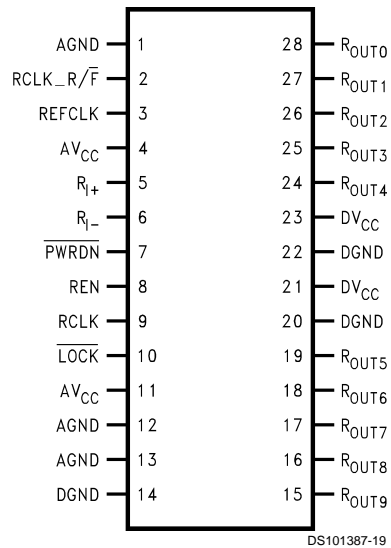 AGND 1 28 ROUT0
RCLK_R/F̅ 2 27 ROUT1
REFCLK 3 26 ROUT2
AVCC 4 25 ROUT3
RI+ 5 24 ROUT4
RI− 6 23 DVCC
P̅W̅R̅D̅N̅ 7 22 DGND
REN 8 21 DVCC
RCLK 9 20 DGND
L̅O̅C̅K̅ 10 19 ROUT5
AVCC 11 18 ROUT6
AGND 12 17 ROUT7
AGND 13 16 ROUT8
DGND 14 15 ROUT9
DS101387-19